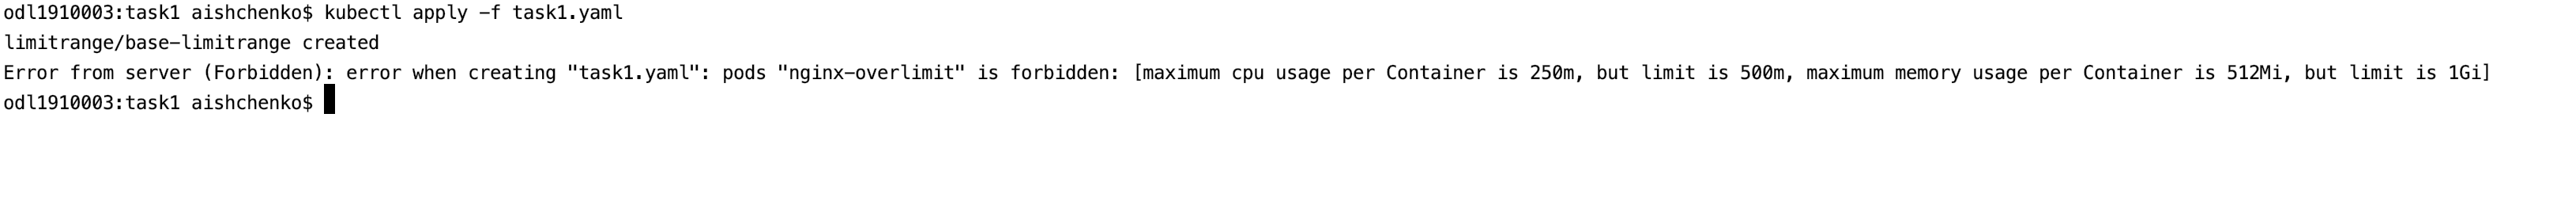 odl1910003:task1 aishchenko$ kubectl apply -f task1.yaml
limitrange/base-limitrange created
Error from server (Forbidden): error when creating "task1.yaml": pods "nginx-overlimit" is forbidden: [maximum cpu usage per Container is 250m, but limit is 500m, maximum memory usage per Container is 512Mi, but limit is 1Gi]
odl1910003:task1 aishchenko$